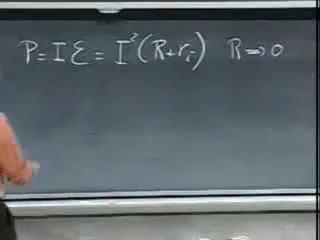 P = I ℰ = I²(R+rᵢ) R ⇒ 0